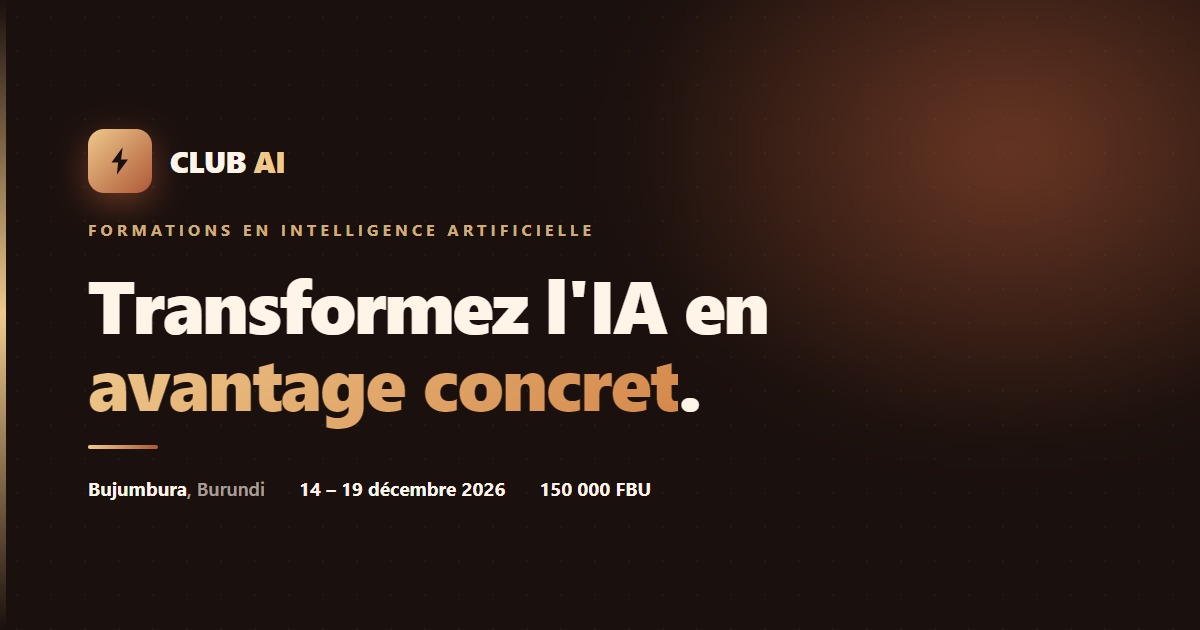 CLUB AI
FORMATIONS EN INTELLIGENCE ARTIFICIELLE
Transformez l'IA en
avantage concret.
Bujumbura, Burundi 14 – 19 décembre 2026 150 000 FBU